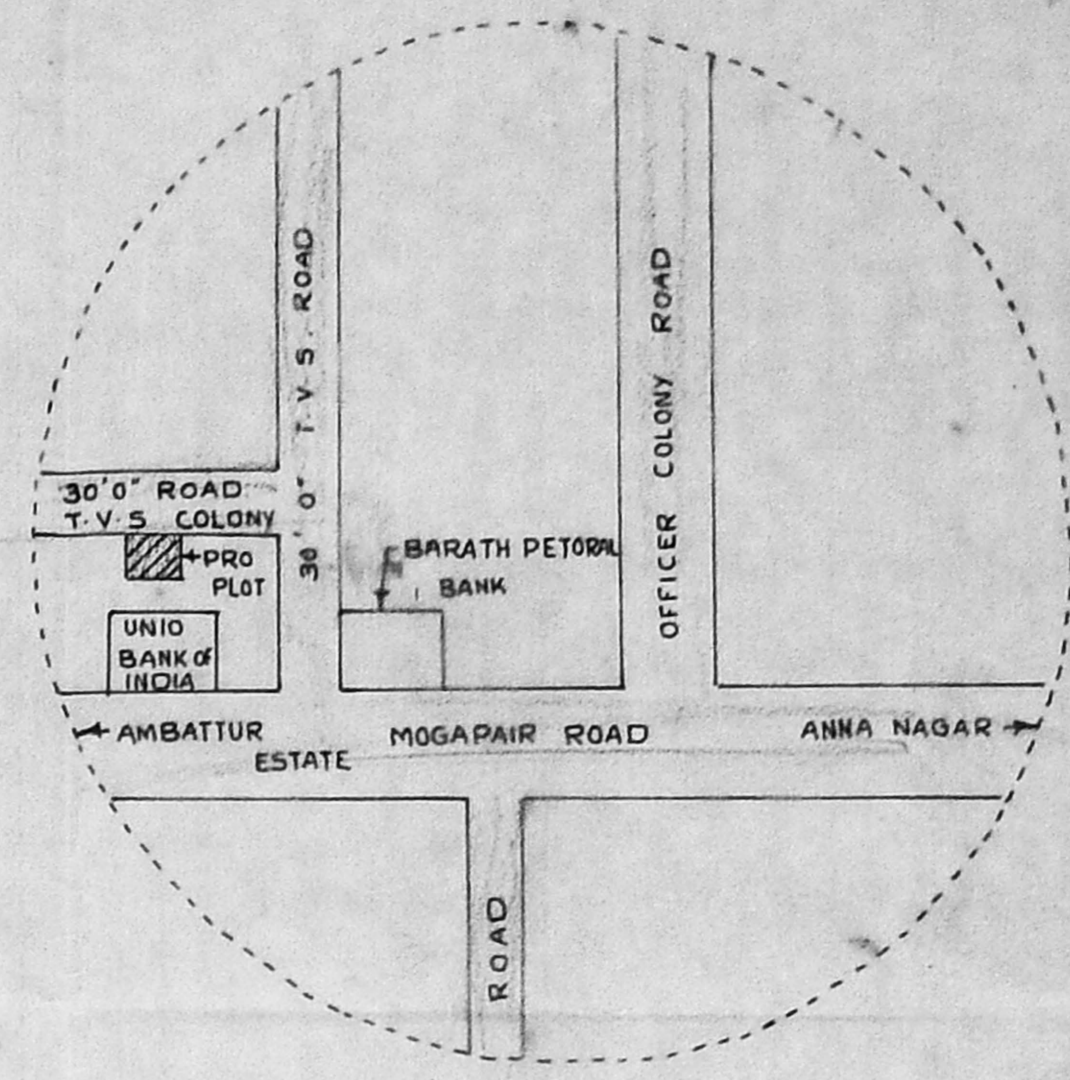 30'0" T.V.S. ROAD
OFFICER COLONY ROAD
30'0" ROAD
T.V.S COLONY
PRO
PLOT
BARATH PETORAL
BANK
UNIO
BANK of
INDIA
AMBATTUR
ESTATE
MOGAPAIR ROAD
ANNA NAGAR
ROAD